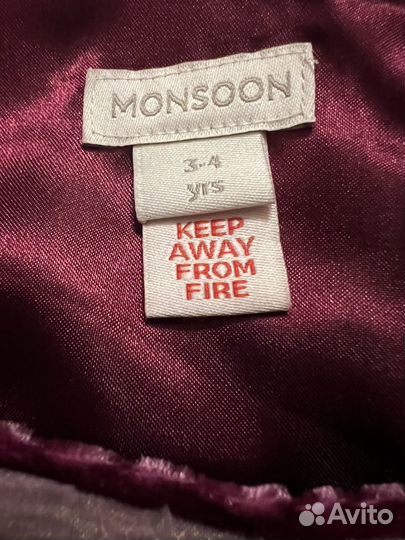 MONSOON
3-4
yrs
KEEP
AWAY
FROM
FIRE
Avito